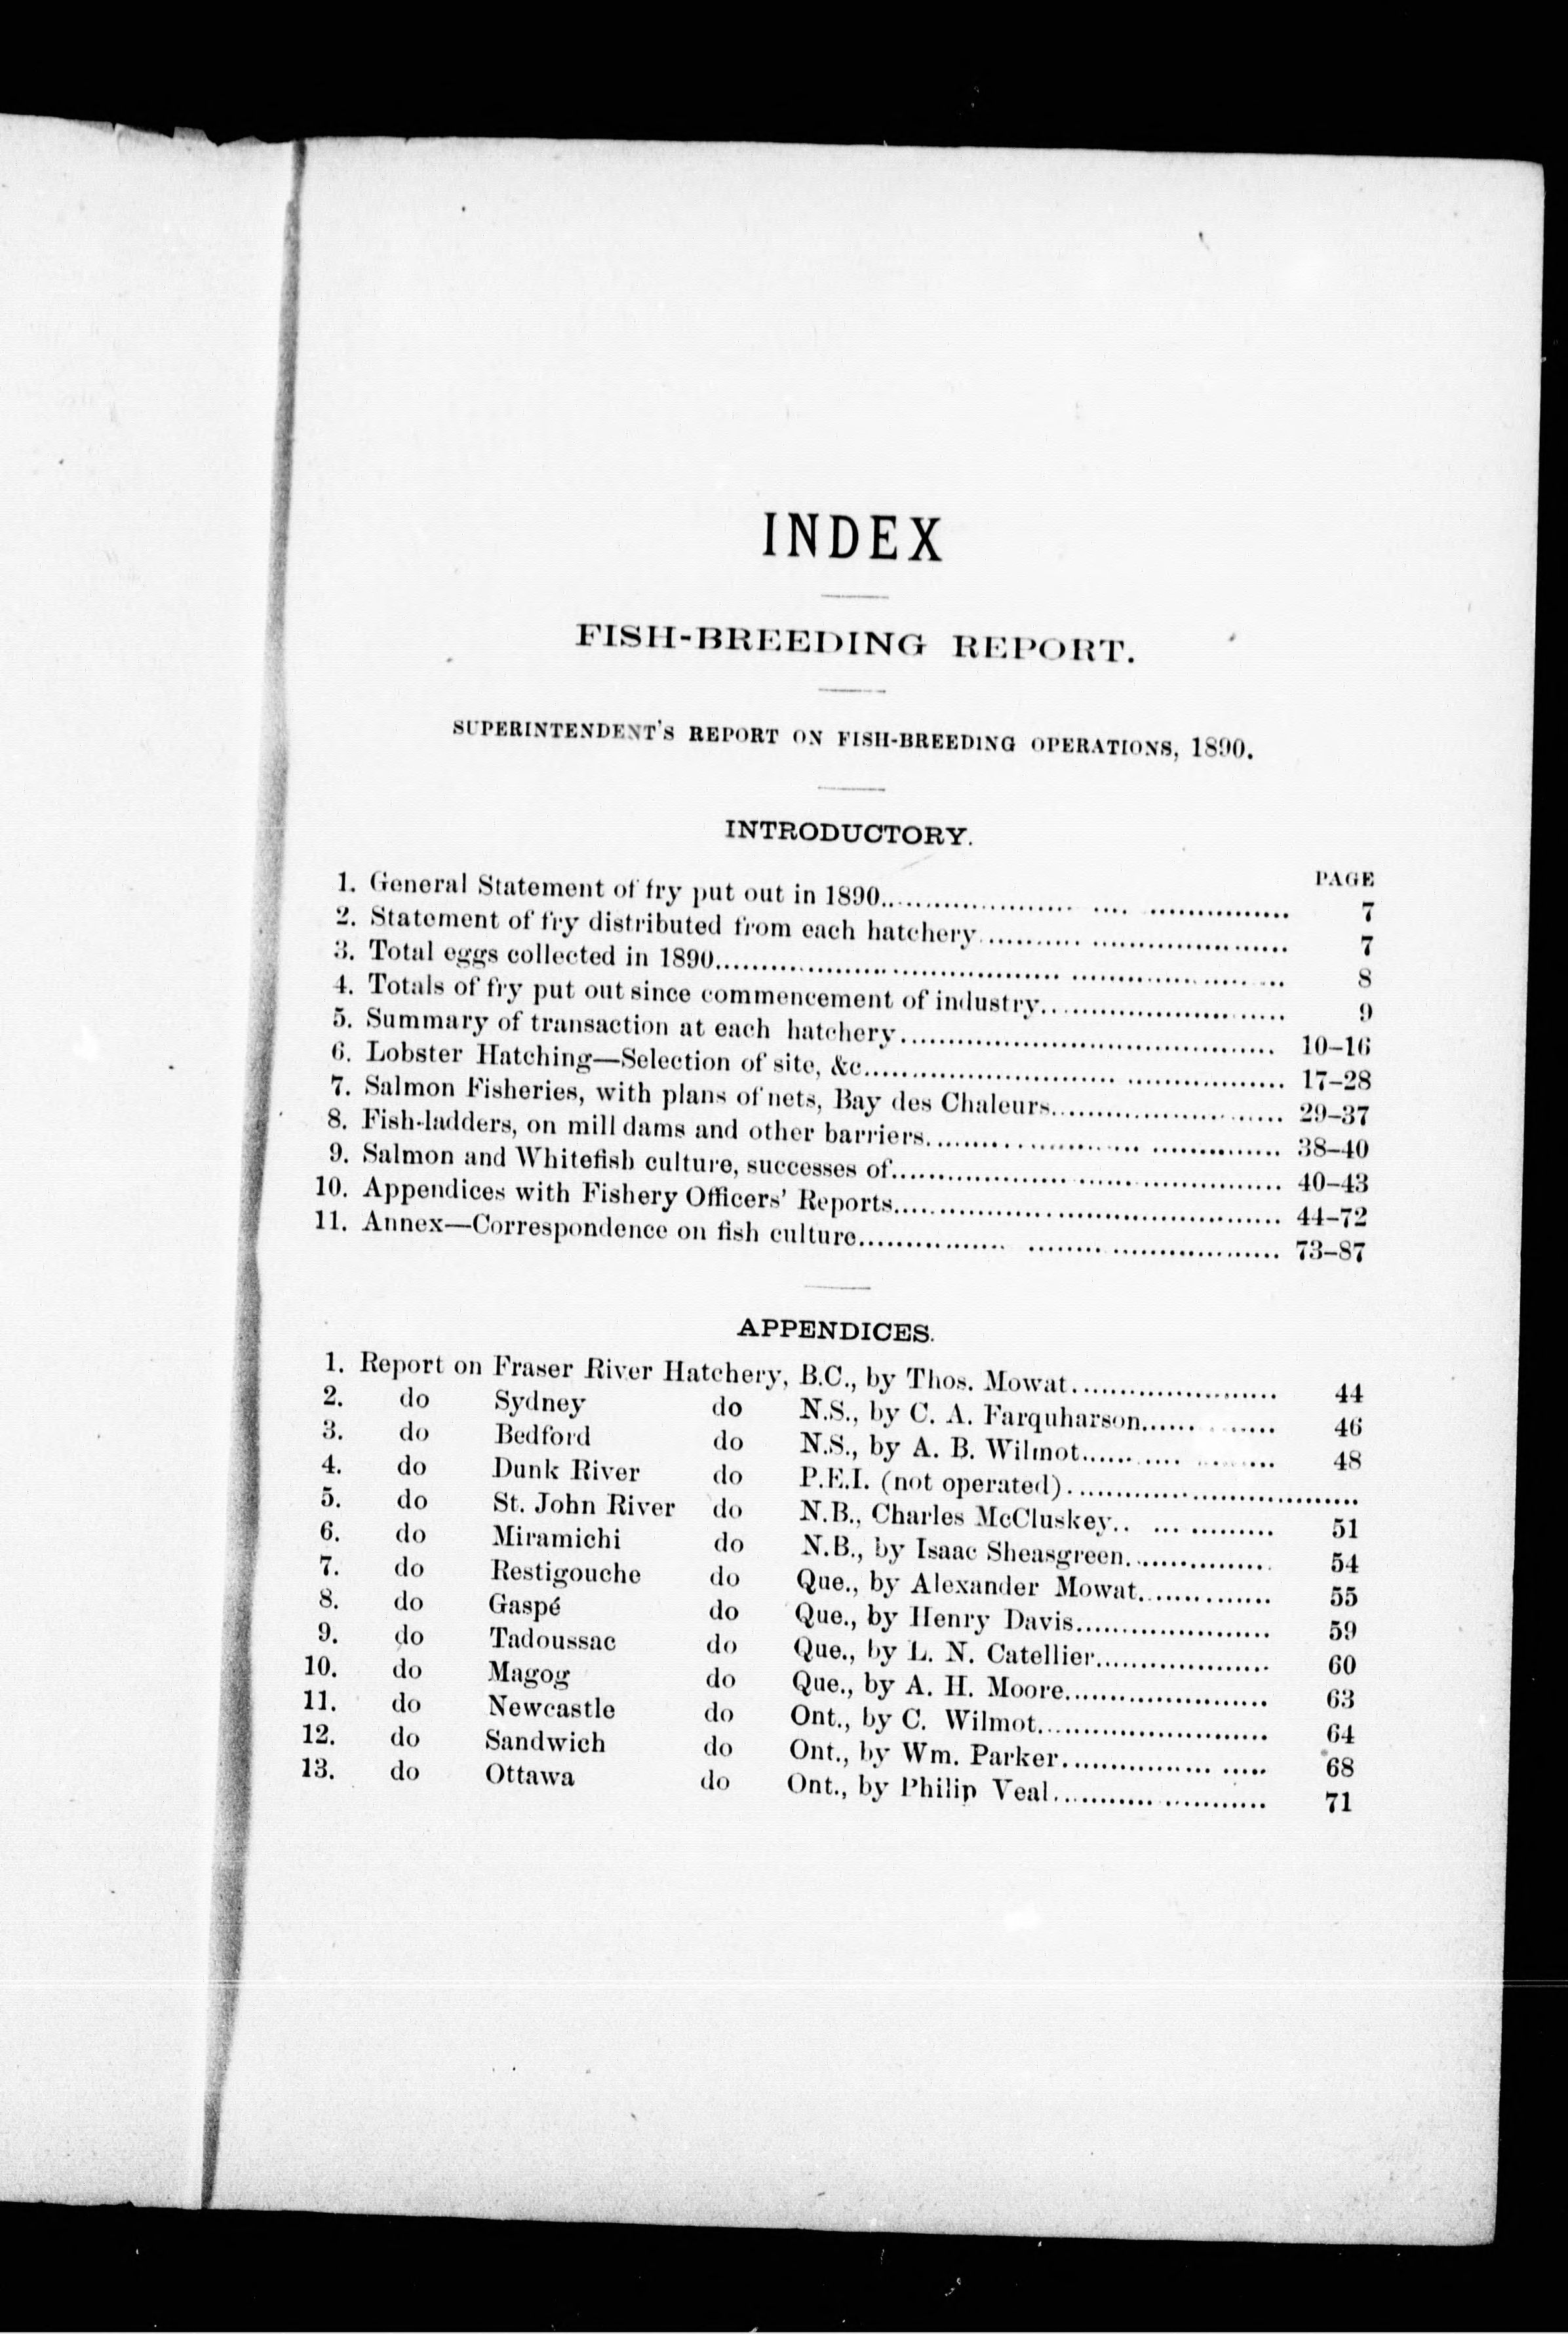 INDEX
FISH-BREEDING REPORT.
SUPERINTENDENT'S REPORT ON FISH-BREEDING OPERATIONS, 1890.
INTRODUCTORY.
PAGE
1. General Statement of fry put out in 1890........ 7
2. Statement of fry distributed from each hatchery........ 7
3. Total eggs collected in 1890........ 8
4. Totals of fry put out since commencement of industry........ 9
5. Summary of transaction at each hatchery........ 10–16
6. Lobster Hatching—Selection of site, &c........ 17–28
7. Salmon Fisheries, with plans of nets, Bay des Chaleurs........ 29–37
8. Fish-ladders, on mill dams and other barriers........ 38–40
9. Salmon and Whitefish culture, successes of........ 40–43
10. Appendices with Fishery Officers' Reports........ 44–72
11. Annex—Correspondence on fish culture........ 73–87
APPENDICES.
1. Report on Fraser River Hatchery, B.C., by Thos. Mowat........ 44
2. do Sydney do N.S., by C. A. Farquharson........ 46
3. do Bedford do N.S., by A. B. Wilmot........ 48
4. do Dunk River do P.E.I. (not operated)........
5. do St. John River do N.B., Charles McCluskey........ 51
6. do Miramichi do N.B., by Isaac Sheasgreen........ 54
7. do Restigouche do Que., by Alexander Mowat........ 55
8. do Gaspé do Que., by Henry Davis........ 59
9. do Tadoussac do Que., by L. N. Catellier........ 60
10. do Magog do Que., by A. H. Moore........ 63
11. do Newcastle do Ont., by C. Wilmot........ 64
12. do Sandwich do Ont., by Wm. Parker........ 68
13. do Ottawa do Ont., by Philip Veal........ 71